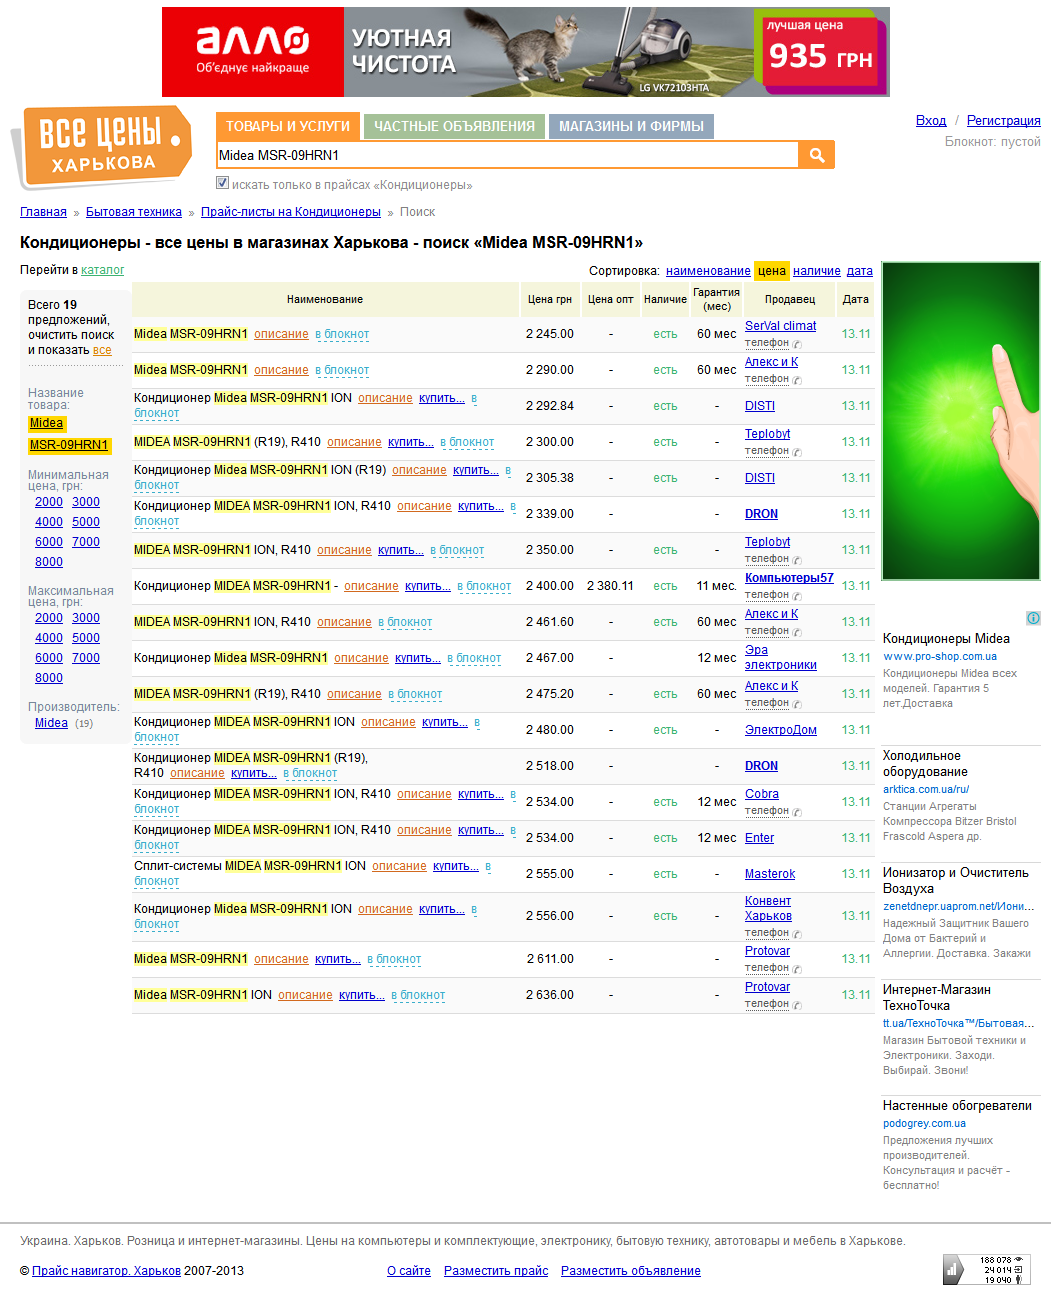 алло
Об'єднує найкраще
УЮТНАЯ
ЧИСТОТА
LG VK72103HTA
лучшая цена
935 ГРН
ВСЕ ЦЕНЫ
ХАРЬКОВА
ТОВАРЫ И УСЛУГИ ЧАСТНЫЕ ОБЪЯВЛЕНИЯ МАГАЗИНЫ И ФИРМЫ
Вход / Регистрация
Блокнот: пустой
Midea MSR-09HRN1
искать только в прайсах «Кондиционеры»
Главная » Бытовая техника » Прайс-листы на Кондиционеры » Поиск
Кондиционеры - все цены в магазинах Харькова - поиск «Midea MSR-09HRN1»
Перейти в каталог
Всего 19
предложений,
очистить поиск
и показать все
Название
товара:
Midea
MSR-09HRN1
Минимальная
цена, грн:
2000 3000
4000 5000
6000 7000
8000
Максимальная
цена, грн:
2000 3000
4000 5000
6000 7000
8000
Производитель:
Midea (19)
Сортировка: наименование цена наличие дата
Наименование Цена грн Цена опт Наличие Гарантия (мес) Продавец Дата
Midea MSR-09HRN1 описание в блокнот 2 245.00 - есть 60 мес SerVal climat телефон 13.11
Midea MSR-09HRN1 описание в блокнот 2 290.00 - есть 60 мес Алекс и К телефон 13.11
Кондиционер Midea MSR-09HRN1 ION описание купить... в
блокнот 2 292.84 - есть - DISTI 13.11
MIDEA MSR-09HRN1 (R19), R410 описание купить... в блокнот 2 300.00 - есть - Teplobyt телефон 13.11
Кондиционер Midea MSR-09HRN1 ION (R19) описание купить... в
блокнот 2 305.38 - есть - DISTI 13.11
Кондиционер MIDEA MSR-09HRN1 ION, R410 описание купить... в
блокнот 2 339.00 - есть - DRON 13.11
MIDEA MSR-09HRN1 ION, R410 описание купить... в блокнот 2 350.00 - есть - Teplobyt телефон 13.11
Кондиционер MIDEA MSR-09HRN1 - описание купить... в блокнот 2 400.00 2 380.11 есть 11 мес. Компьютеры57 телефон 13.11
MIDEA MSR-09HRN1 ION, R410 описание в блокнот 2 461.60 - есть 60 мес Алекс и К телефон 13.11
Кондиционер Midea MSR-09HRN1 описание купить... в блокнот 2 467.00 - 12 мес Эра электроники 13.11
MIDEA MSR-09HRN1 (R19), R410 описание в блокнот 2 475.20 - есть 60 мес Алекс и К телефон 13.11
Кондиционер MIDEA MSR-09HRN1 ION описание купить... в
блокнот 2 480.00 - есть - ЭлектроДом 13.11
Кондиционер MIDEA MSR-09HRN1 (R19),
R410 описание купить... в блокнот 2 518.00 - - DRON 13.11
Кондиционер MIDEA MSR-09HRN1 ION, R410 описание купить... в
блокнот 2 534.00 - есть 12 мес Cobra телефон 13.11
Кондиционер MIDEA MSR-09HRN1 ION, R410 описание купить... в
блокнот 2 534.00 - есть 12 мес Enter 13.11
Сплит-системы MIDEA MSR-09HRN1 ION описание купить... в
блокнот 2 555.00 - есть - Masterok 13.11
Кондиционер Midea MSR-09HRN1 ION описание купить... в
блокнот 2 556.00 - есть - Конвент Харьков телефон 13.11
Midea MSR-09HRN1 описание купить... в блокнот 2 611.00 - - Protovar телефон 13.11
Midea MSR-09HRN1 ION описание купить... в блокнот 2 636.00 - - Protovar телефон 13.11
Кондиционеры Midea
www.pro-shop.com.ua
Кондиционеры Midea всех
моделей. Гарантия 5
лет.Доставка
Холодильное
оборудование
arktica.com.ua/ru/
Станции Агрегаты
Компрессора Bitzer Bristol
Frascold Aspera др.
Ионизатор и Очиститель
Воздуха
zenetdnepr.uaprom.net/Иони...
Надежный Защитник Вашего
Дома от Бактерий и
Аллергии. Доставка. Закажи
Интернет-Магазин
ТехноТочка
tt.ua/ТехноТочка™/Бытовая...
Магазин Бытовой техники и
Электроники. Заходи.
Выбирай. Звони!
Настенные обогреватели
podogrey.com.ua
Предложения лучших
производителей.
Консультация и расчёт -
бесплатно!
Украина. Харьков. Розница и интернет-магазины. Цены на компьютеры и комплектующие, электронику, бытовую технику, автотовары и мебель в Харькове.
© Прайс навигатор. Харьков 2007-2013 О сайте Разместить прайс Разместить объявление
188 078
24 014
19 040